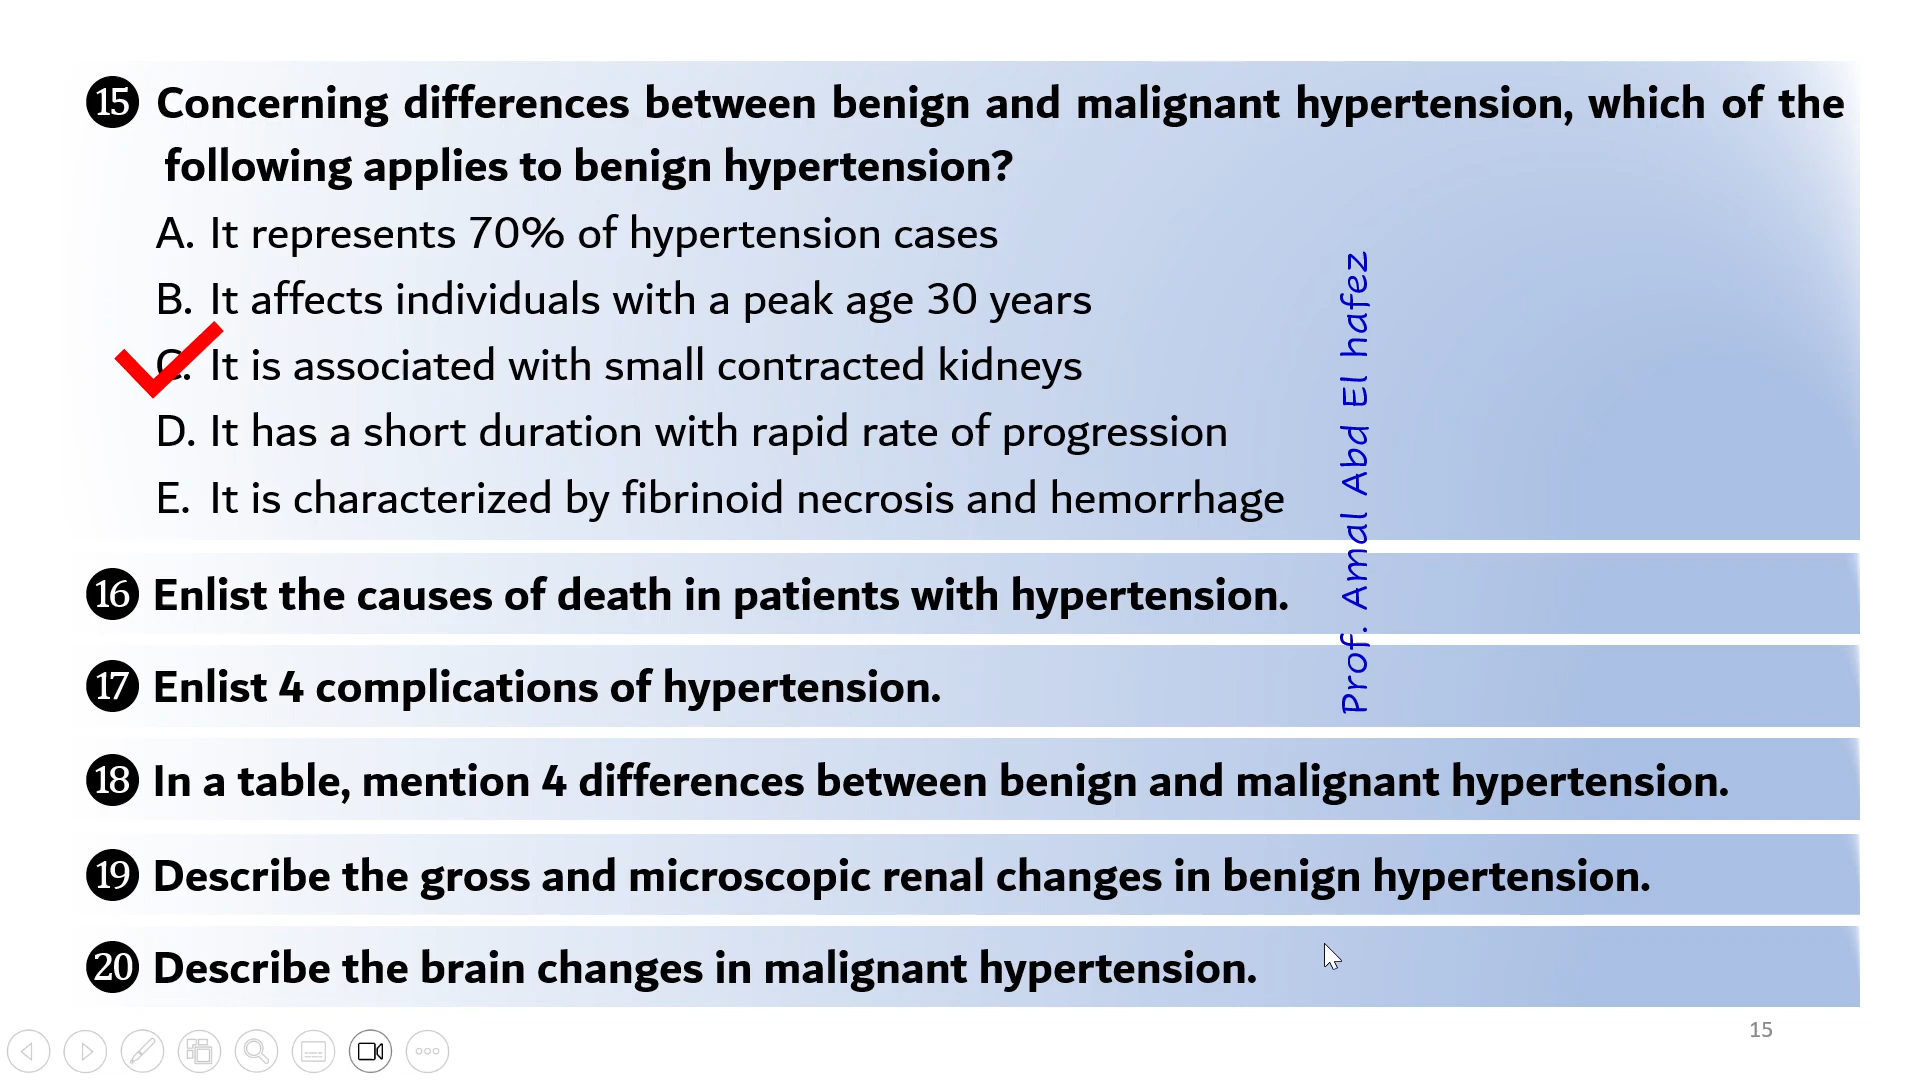 15 Concerning differences between benign and malignant hypertension, which of the
following applies to benign hypertension?
A. It represents 70% of hypertension cases
B. It affects individuals with a peak age 30 years
C. It is associated with small contracted kidneys
D. It has a short duration with rapid rate of progression
E. It is characterized by fibrinoid necrosis and hemorrhage
Prof. Amal Abd El hafez
16 Enlist the causes of death in patients with hypertension.
17 Enlist 4 complications of hypertension.
18 In a table, mention 4 differences between benign and malignant hypertension.
19 Describe the gross and microscopic renal changes in benign hypertension.
20 Describe the brain changes in malignant hypertension.
15